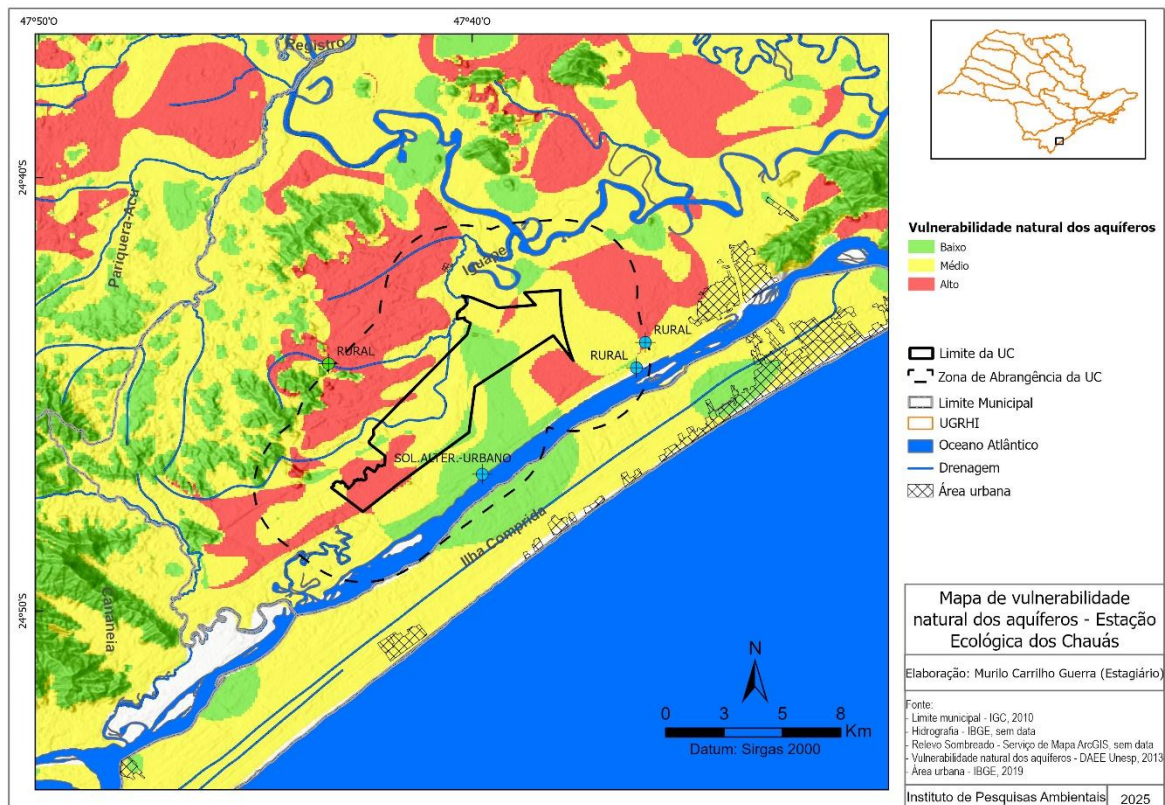 47°50'O
47°40'O
24°40'S
24°50'S
Registro
Pariquera-Açu
Iguape
Cananeia
Ilha Comprida
RURAL
RURAL
RURAL
SOL.ALTER.-URBANO
N
0 3 5 8
Km
Datum: Sirgas 2000
Vulnerabilidade natural dos aquíferos
Baixo
Médio
Alto
Limite da UC
Zona de Abrangência da UC
Limite Municipal
UGRHI
Oceano Atlântico
Drenagem
Área urbana
Mapa de vulnerabilidade
natural dos aquíferos - Estação
Ecológica dos Chauás
Elaboração: Murilo Carrilho Guerra (Estagiário)
Fonte:
- Limite municipal - IGC, 2010
- Hidrografia - IBGE, sem data
- Relevo Sombreado - Serviço de Mapa ArcGIS, sem data
- Vulnerabilidade natural dos aquíferos - DAEE Unesp, 2013
- Área urbana - IBGE, 2019
Instituto de Pesquisas Ambientais 2025